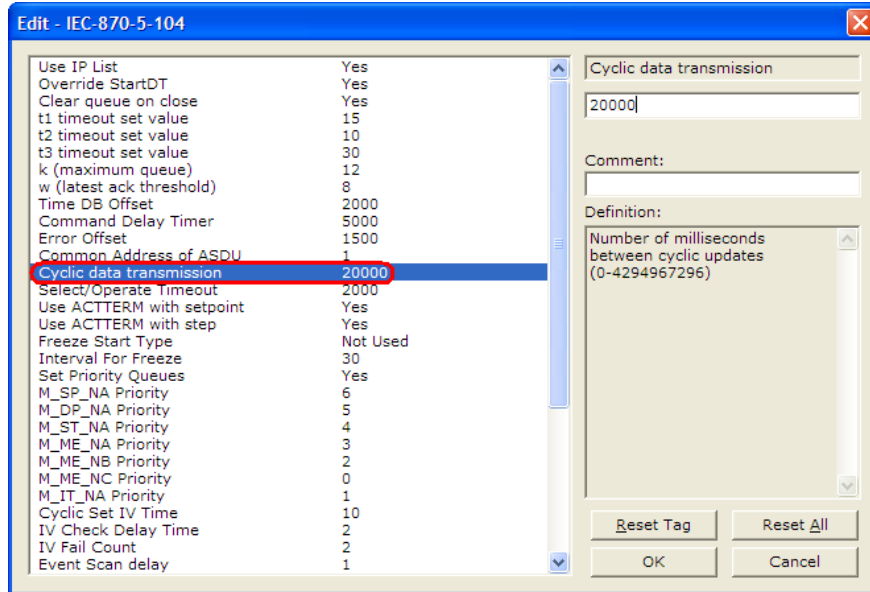 Edit - IEC-870-5-104
Use IP List Yes
Override StartDT Yes
Clear queue on close Yes
t1 timeout set value 15
t2 timeout set value 10
t3 timeout set value 30
k (maximum queue) 12
w (latest ack threshold) 8
Time DB Offset 2000
Command Delay Timer 5000
Error Offset 1500
Common Address of ASDU 1
Cyclic data transmission 20000
Select/Operate Timeout 2000
Use ACTTERM with setpoint Yes
Use ACTTERM with step Yes
Freeze Start Type Not Used
Interval For Freeze 30
Set Priority Queues Yes
M_SP_NA Priority 6
M_DP_NA Priority 5
M_ST_NA Priority 4
M_ME_NA Priority 3
M_ME_NB Priority 2
M_ME_NC Priority 0
M_IT_NA Priority 1
Cyclic Set IV Time 10
IV Check Delay Time 2
IV Fail Count 2
Event Scan delay 1
Cyclic data transmission
20000
Comment:
Definition:
Number of milliseconds
between cyclic updates
(0-4294967296)
Reset Tag Reset All
OK Cancel